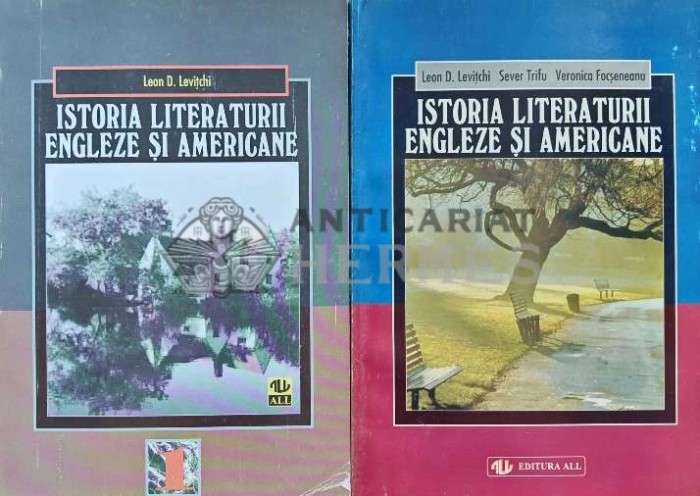 Leon D. Levițchi
ISTORIA LITERATURII
ENGLEZE ȘI AMERICANE
ALL
1
Leon D. Levițchi Sever Trifu Veronica Focșeneanu
ISTORIA LITERATURII
ENGLEZE ȘI AMERICANE
EDITURA ALL
ANTICARIAT
HERMES